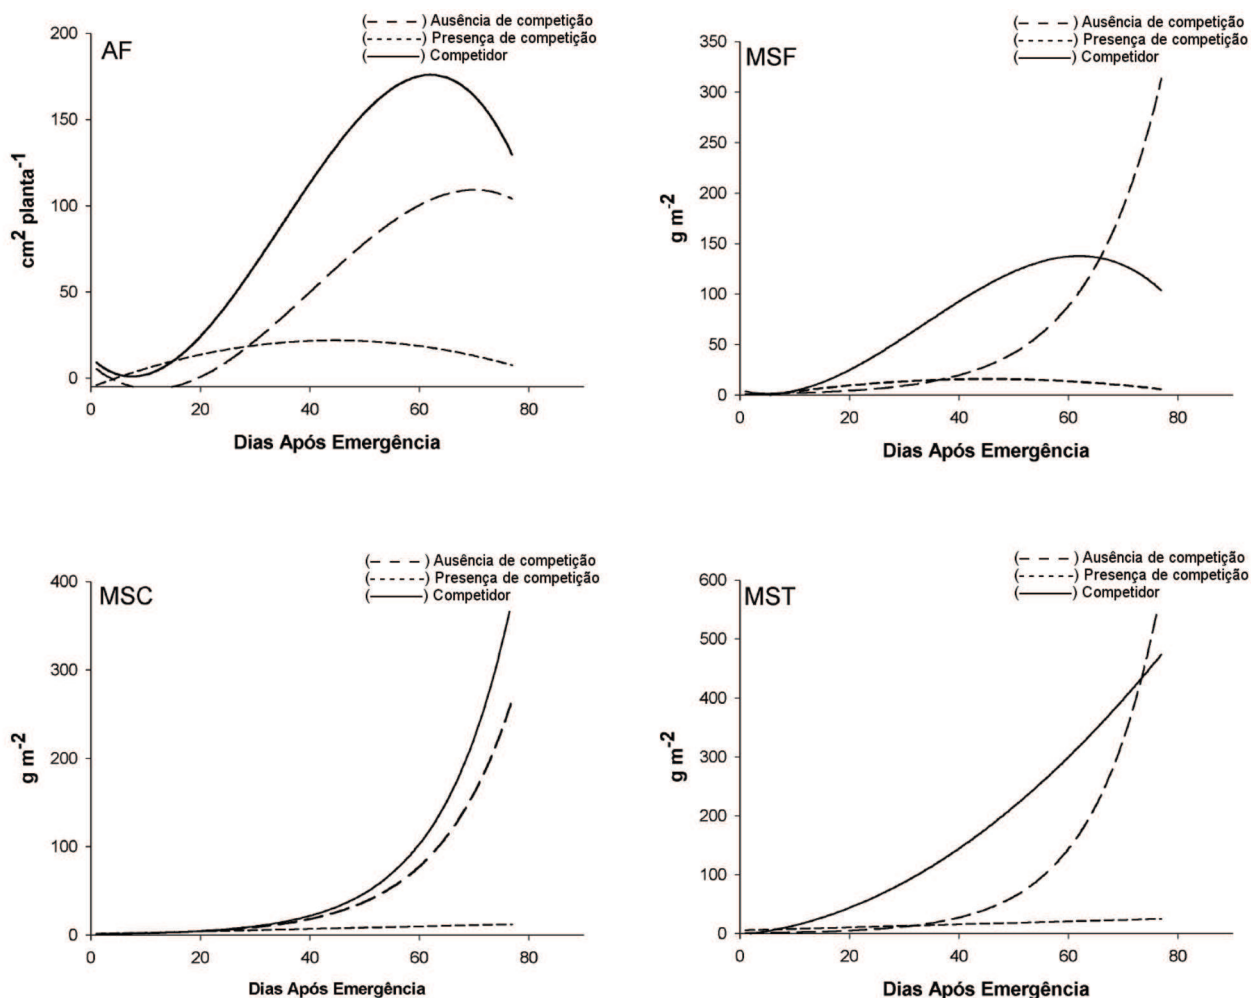 AF
(— — —) Ausência de competição
(-------) Presença de competição
(———) Competidor
200
150
100
50
0
cm² planta⁻¹
0 20 40 60 80
Dias Após Emergência
MSF
(— — —) Ausência de competição
(-------) Presença de competição
(———) Competidor
350
300
250
200
150
100
50
0
g m⁻²
0 20 40 60 80
Dias Após Emergência
MSC
(— — —) Ausência de competição
(-------) Presença de competição
(———) Competidor
400
300
200
100
0
g m⁻²
0 20 40 60 80
Dias Após Emergência
MST
(— — —) Ausência de competição
(-------) Presença de competição
(———) Competidor
600
500
400
300
200
100
0
g m⁻²
0 20 40 60 80
Dias Após Emergência